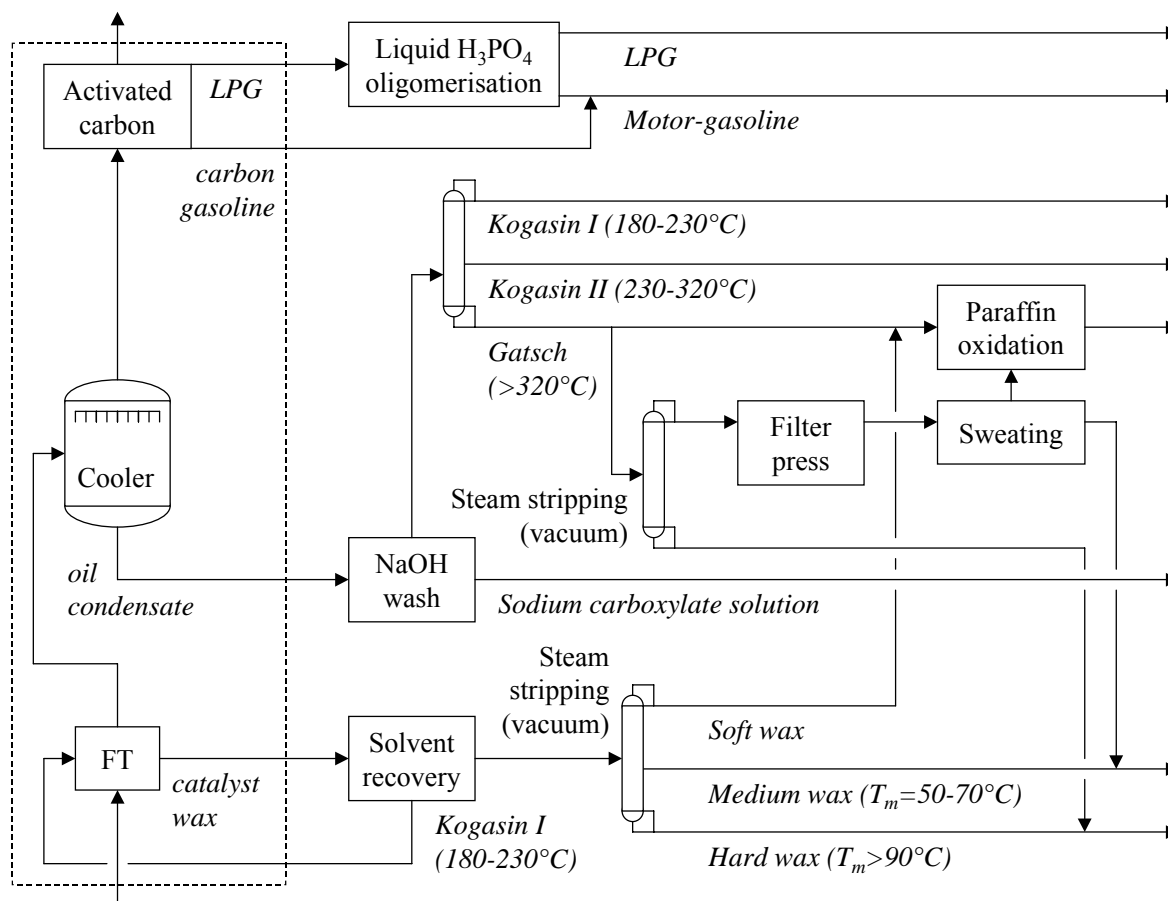 Liquid H₃PO₄
oligomerisation
LPG
Motor-gasoline
Activated
carbon
LPG
carbon
gasoline
Kogasin I (180-230°C)
Kogasin II (230-320°C)
Gatsch
(>320°C)
Paraffin
oxidation
Filter
press
Sweating
Steam stripping
(vacuum)
Cooler
oil
condensate
NaOH
wash
Sodium carboxylate solution
Steam
stripping
(vacuum)
FT
catalyst
wax
Solvent
recovery
Kogasin I
(180-230°C)
Soft wax
Medium wax (Tₘ=50-70°C)
Hard wax (Tₘ>90°C)